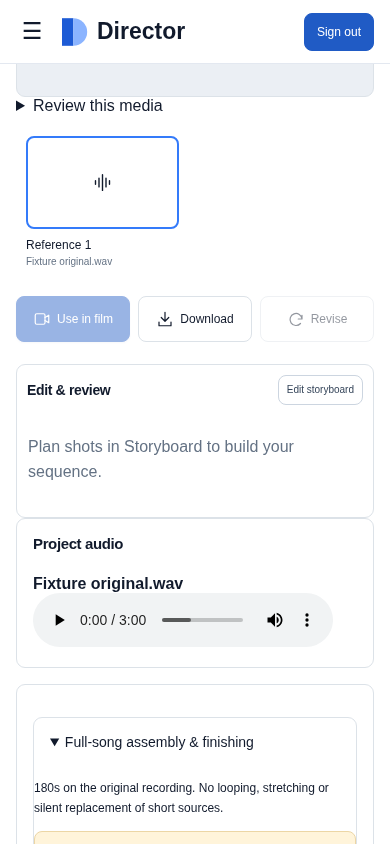 Director
Sign out
Review this media
Reference 1
Fixture original.wav
Use in film
Download
Revise
Edit & review
Edit storyboard
Plan shots in Storyboard to build your
sequence.
Project audio
Fixture original.wav
0:00 / 3:00
Full-song assembly & finishing
180s on the original recording. No looping, stretching or
silent replacement of short sources.